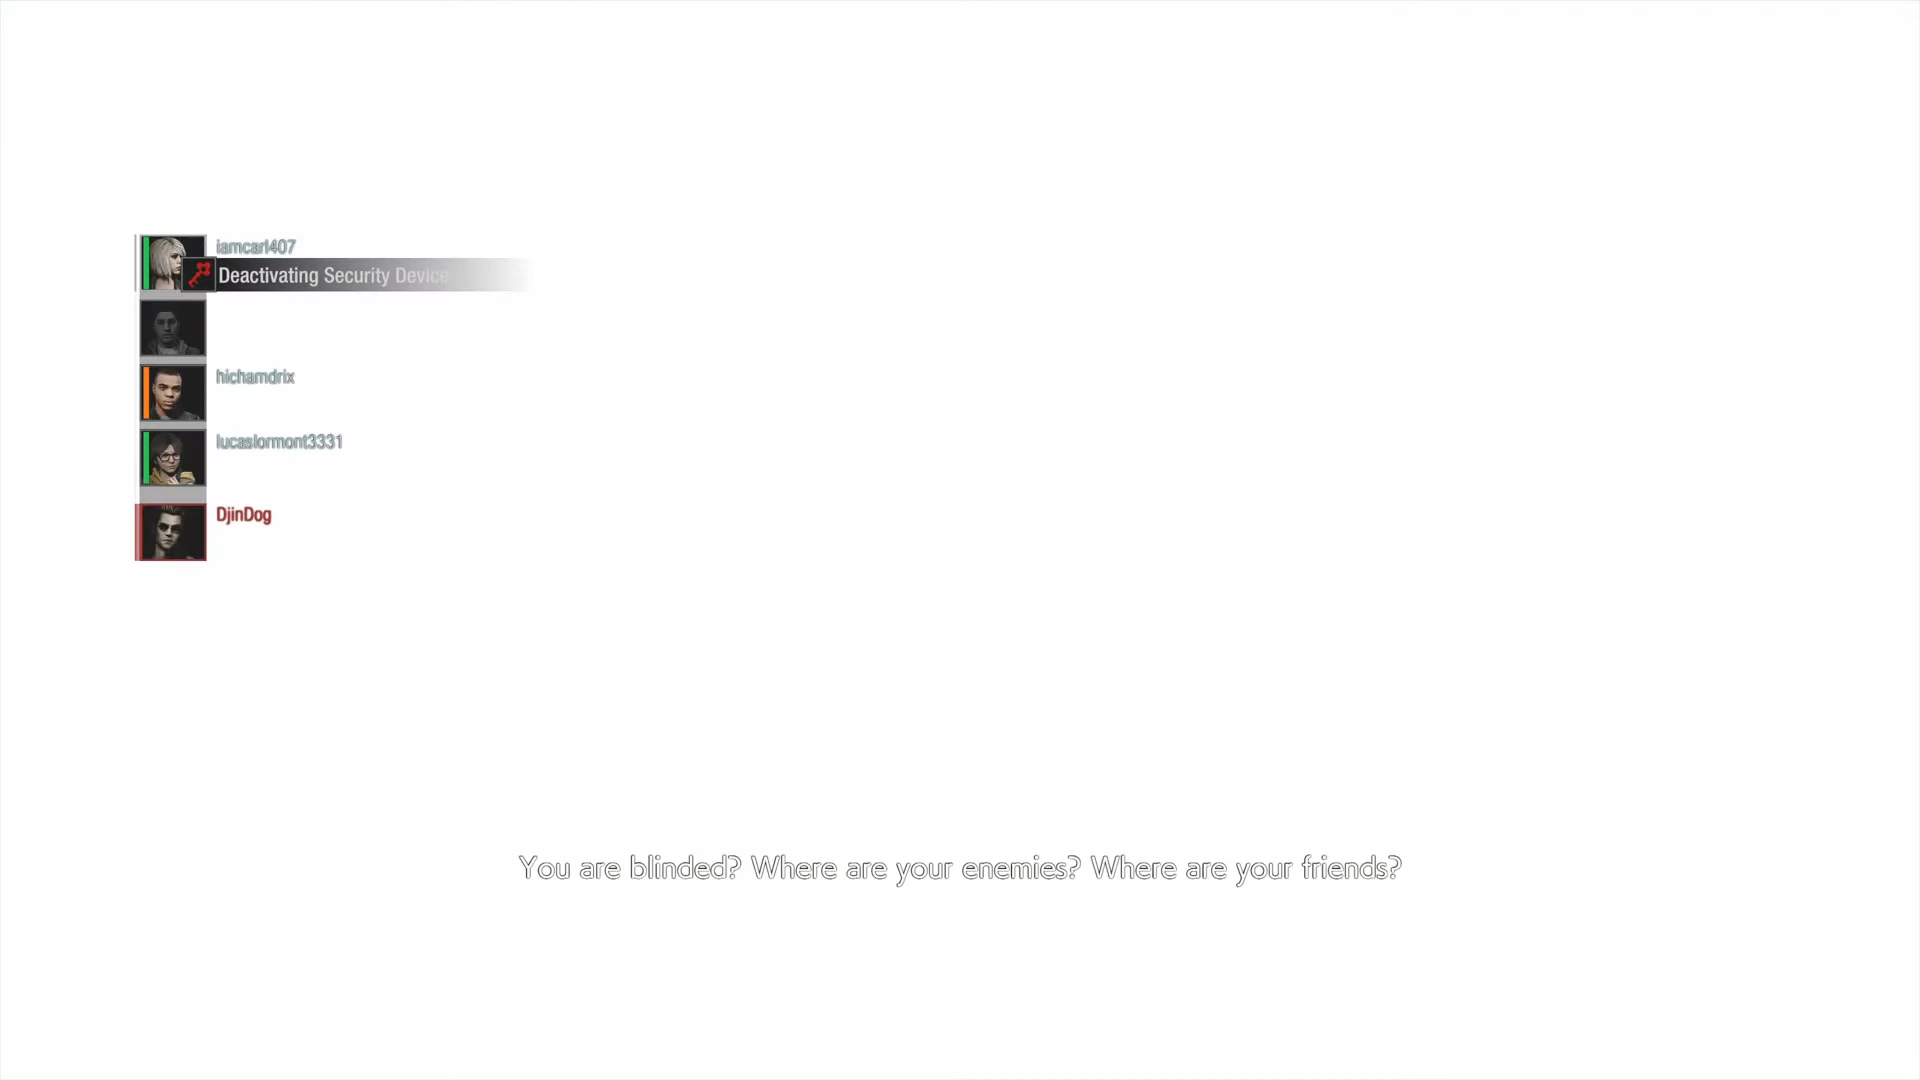 iamcarl407
Deactivating Security Device
hichamdrix
lucaslormont3331
DjinDog
You are blinded? Where are your enemies? Where are your friends?